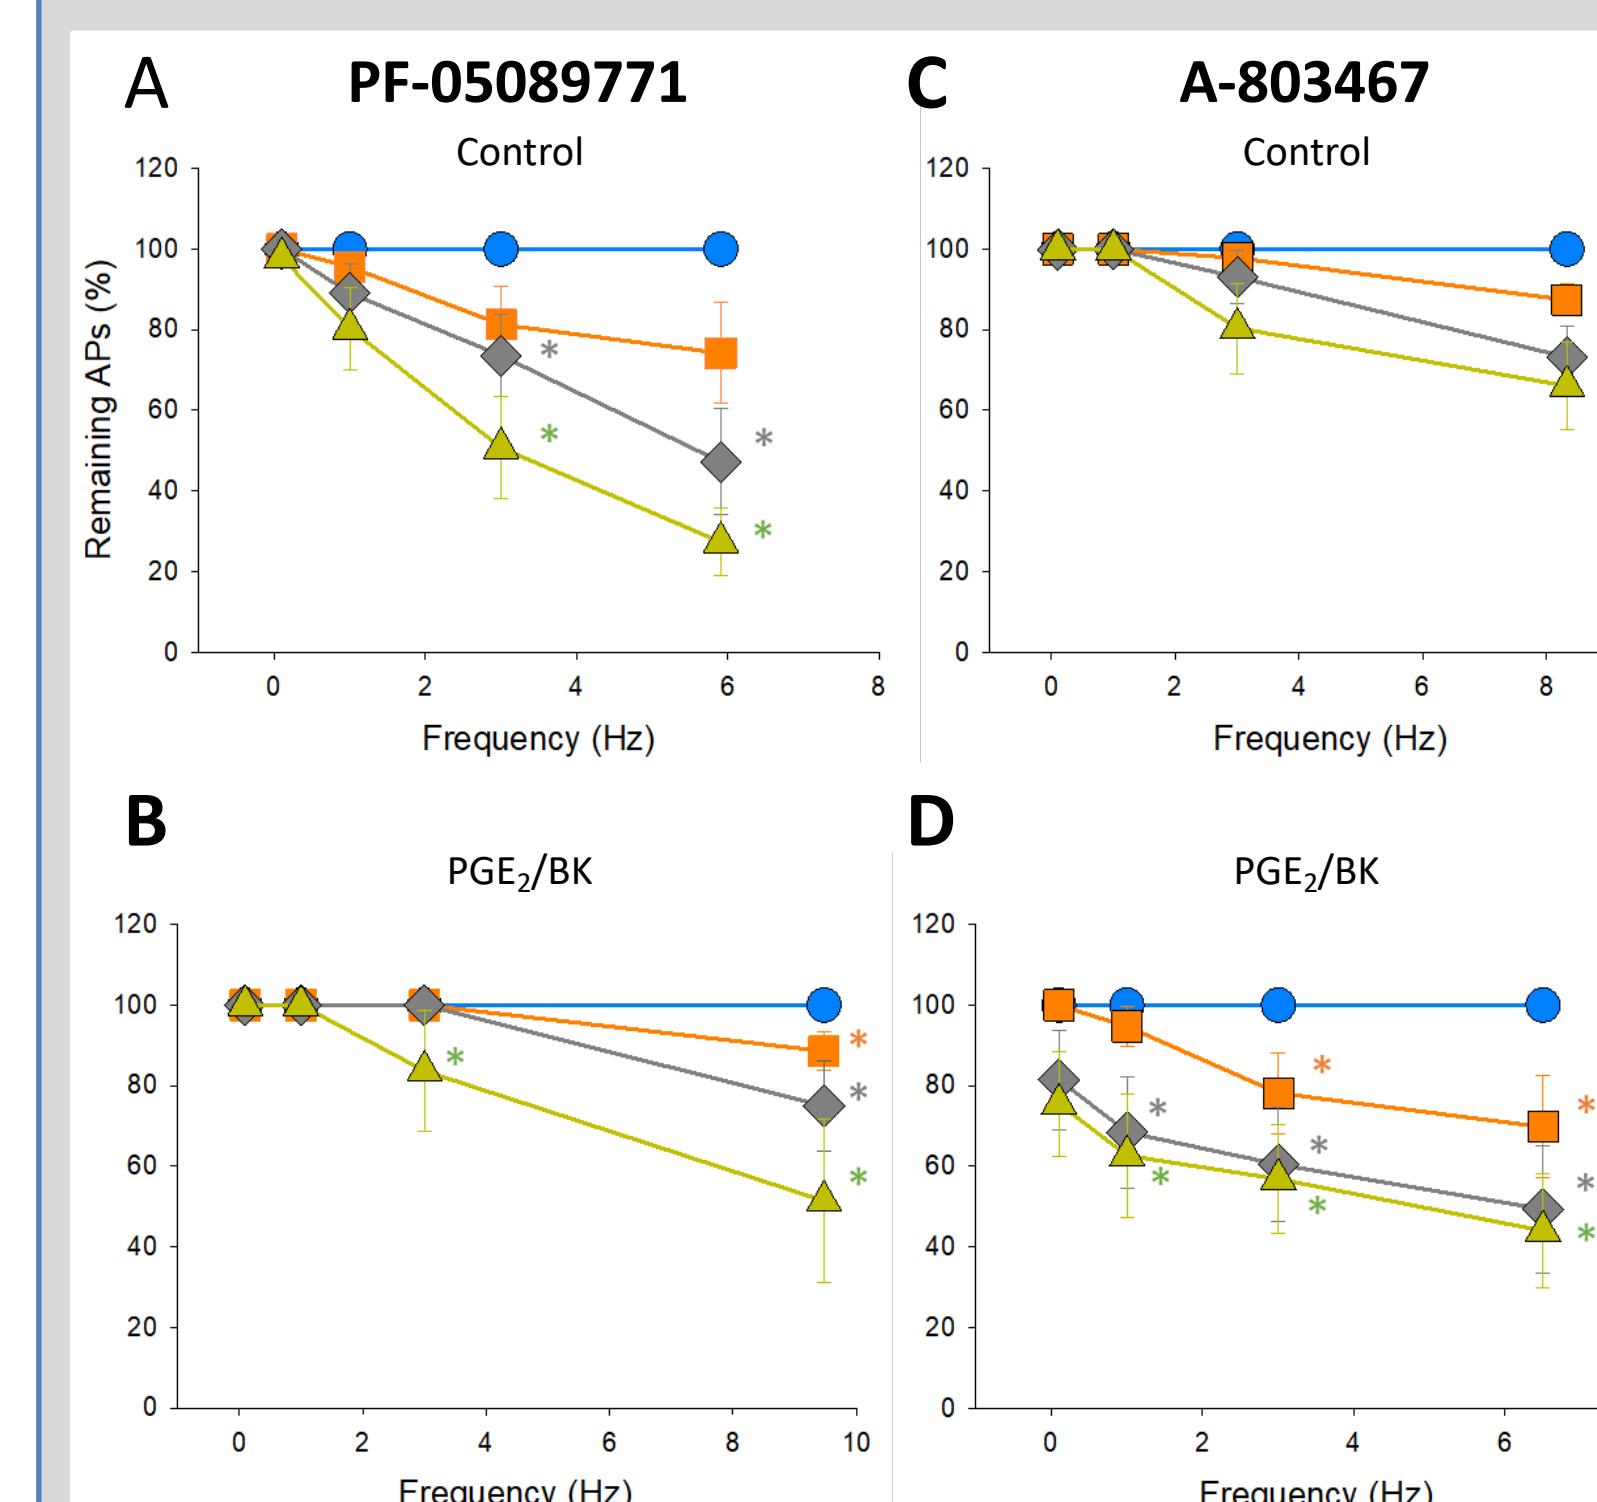 A PF-05089771
Control
120
100
80
60
40
20
0
Remaining APs (%)
0 2 4 6 8
Frequency (Hz)
* * * *
C A-803467
Control
120
100
80
60
40
20
0
0 2 4 6 8
Frequency (Hz)
B
PGE₂/BK
120
100
80
60
40
20
0
0 2 4 6 8 10
Frequency (Hz)
* * * *
D
PGE₂/BK
120
100
80
60
40
20
0
0 2 4 6
Frequency (Hz)
* * * * * * * *